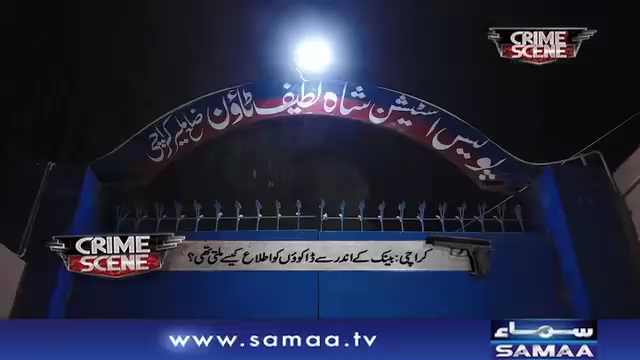 CRIME
SCENE
پولیس اسٹیشن شاہ لطیف ٹاؤن ضلع ملیر کراچی
CRIME
SCENE
کراچی: بینک کے اندر سے ڈاکوؤں کو اطلاع کیسے ملتی تھی؟
www.samaa.tv
سماء
SAMAA